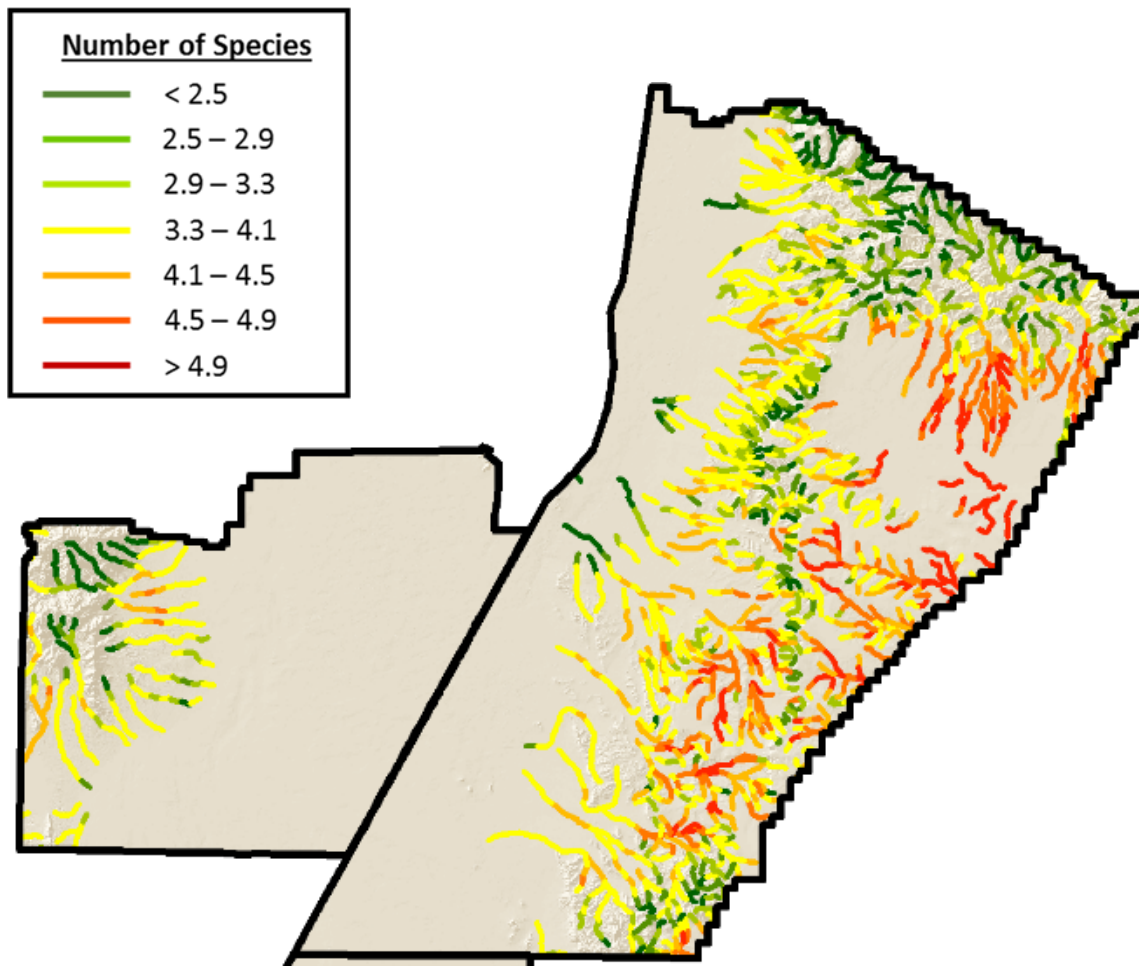 Number of Species
< 2.5
2.5 – 2.9
2.9 – 3.3
3.3 – 4.1
4.1 – 4.5
4.5 – 4.9
> 4.9